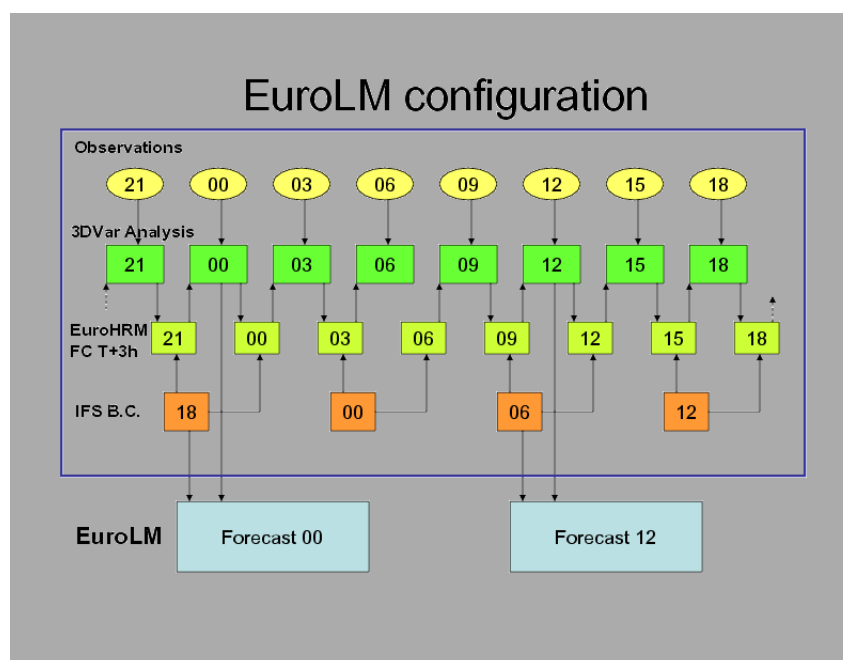 EuroLM configuration
Observations
21 00 03 06 09 12 15 18
3DVar Analysis
21 00 03 06 09 12 15 18
EuroHRM
FC T+3h
21 00 03 06 09 12 15 18
IFS B.C.
18 00 06 12
EuroLM
Forecast 00
Forecast 12